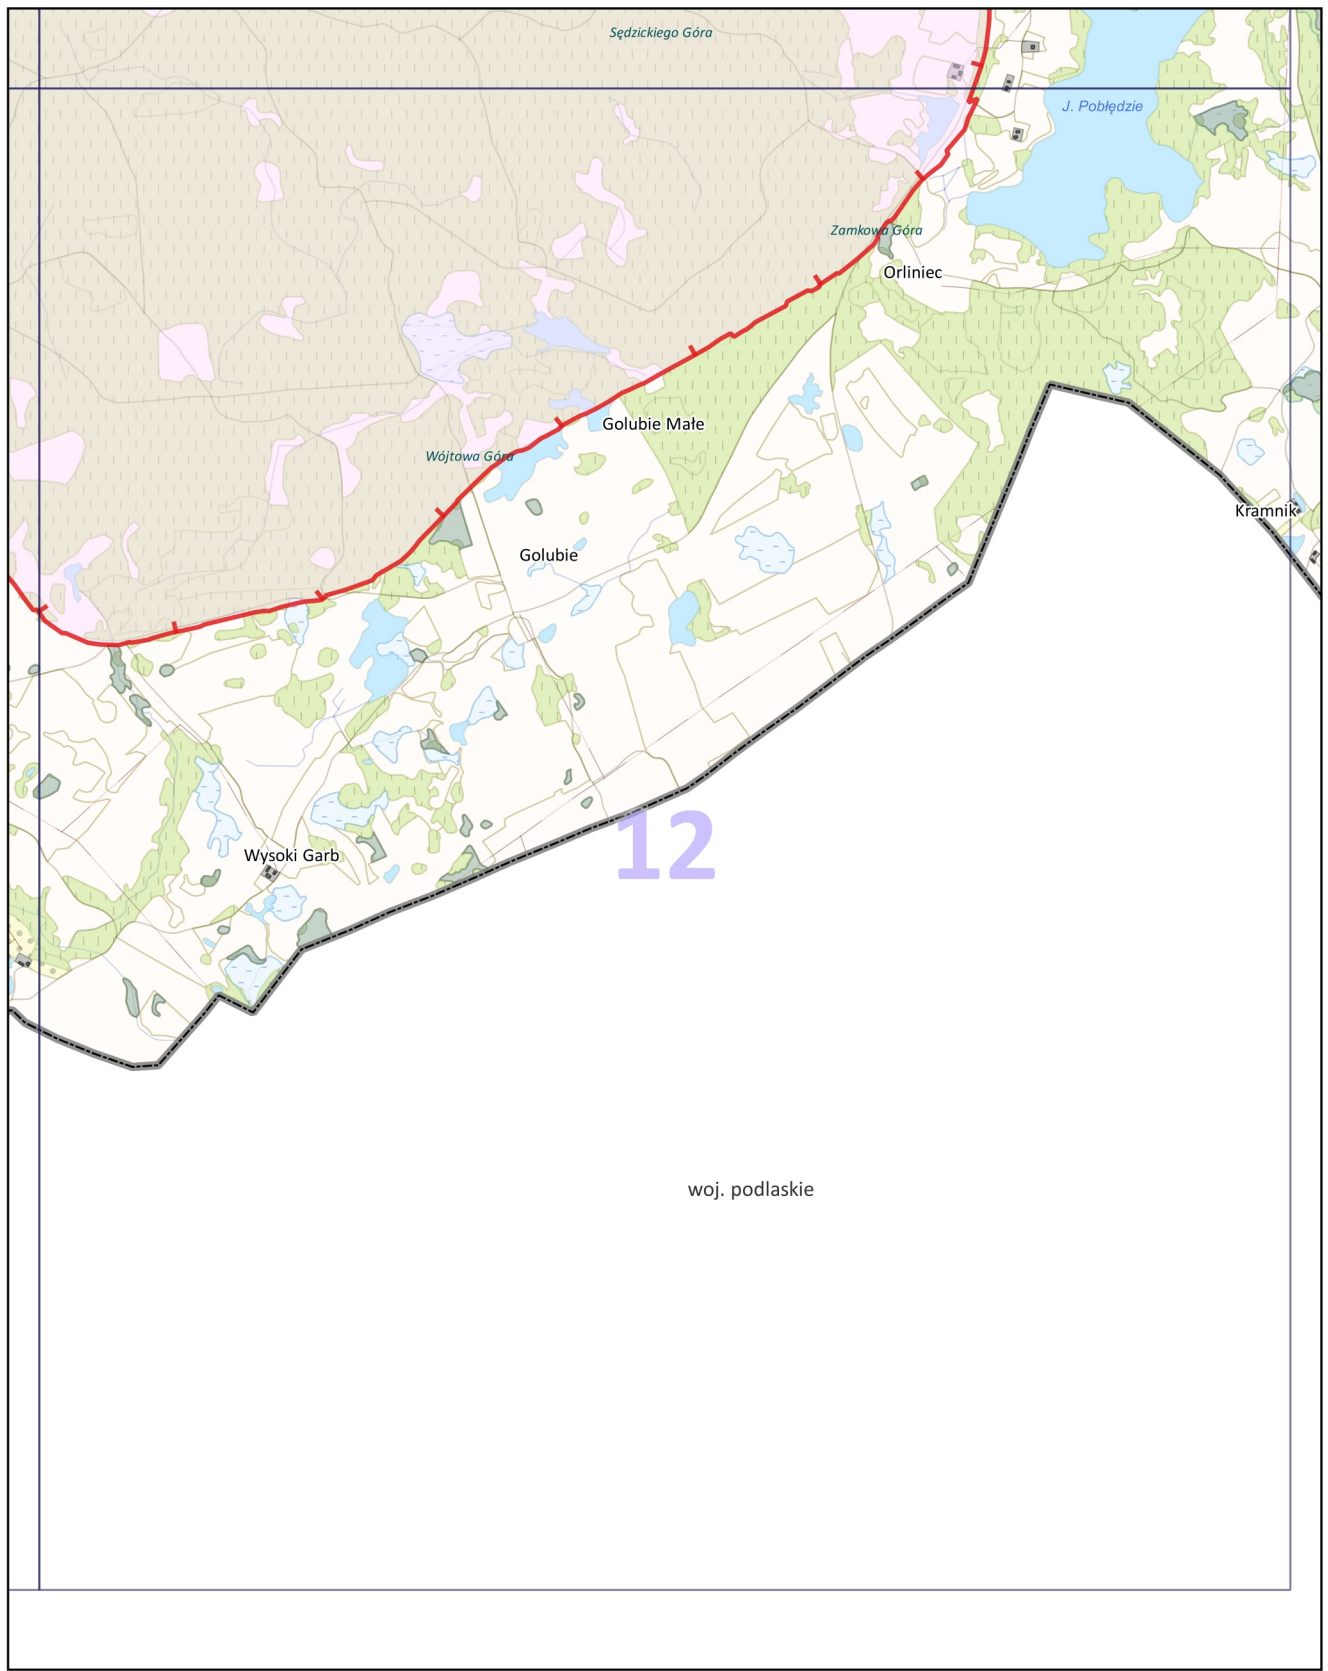 Sędzickiego Góra
J. Pobłędzie
Zamkowa Góra
Orliniec
Golubie Małe
Wójtowa Góra
Kramnik
Golubie
12
Wysoki Garb
woj. podlaskie